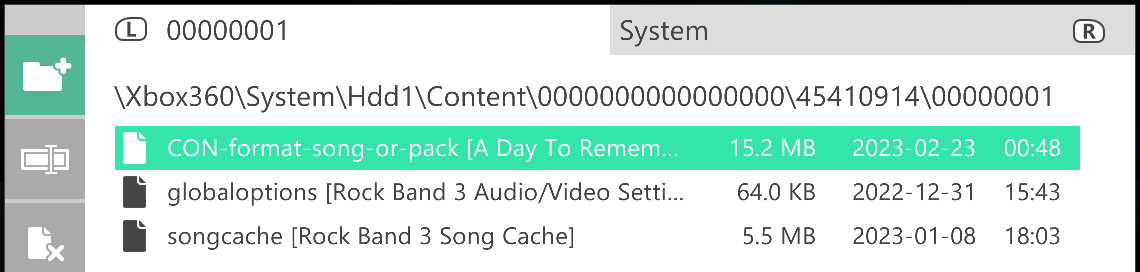 L 00000001 System R
\Xbox360\System\Hdd1\Content\0000000000000000\45410914\00000001
CON-format-song-or-pack [A Day To Remem... 15.2 MB 2023-02-23 00:48
globaloptions [Rock Band 3 Audio/Video Setti... 64.0 KB 2022-12-31 15:43
songcache [Rock Band 3 Song Cache] 5.5 MB 2023-01-08 18:03